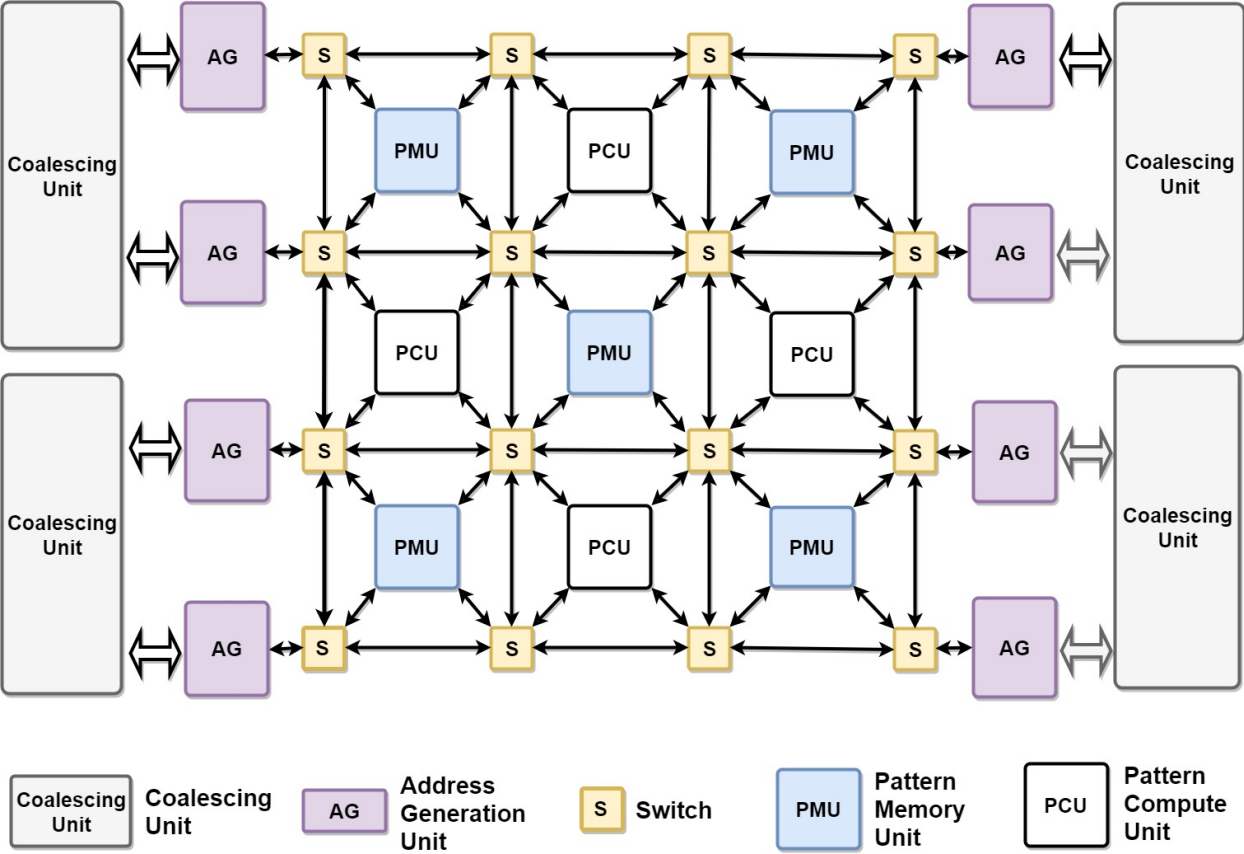 AG
S
S
S
S
AG
PMU
PCU
PMU
Coalescing
Unit
Coalescing
Unit
AG
S
S
S
S
AG
PCU
PMU
PCU
AG
S
S
S
S
AG
Coalescing
Unit
Coalescing
Unit
PMU
PCU
PMU
AG
S
S
S
S
AG
Coalescing
Unit
Coalescing
Unit
AG
Address
Generation
Unit
S
Switch
PMU
Pattern
Memory
Unit
PCU
Pattern
Compute
Unit